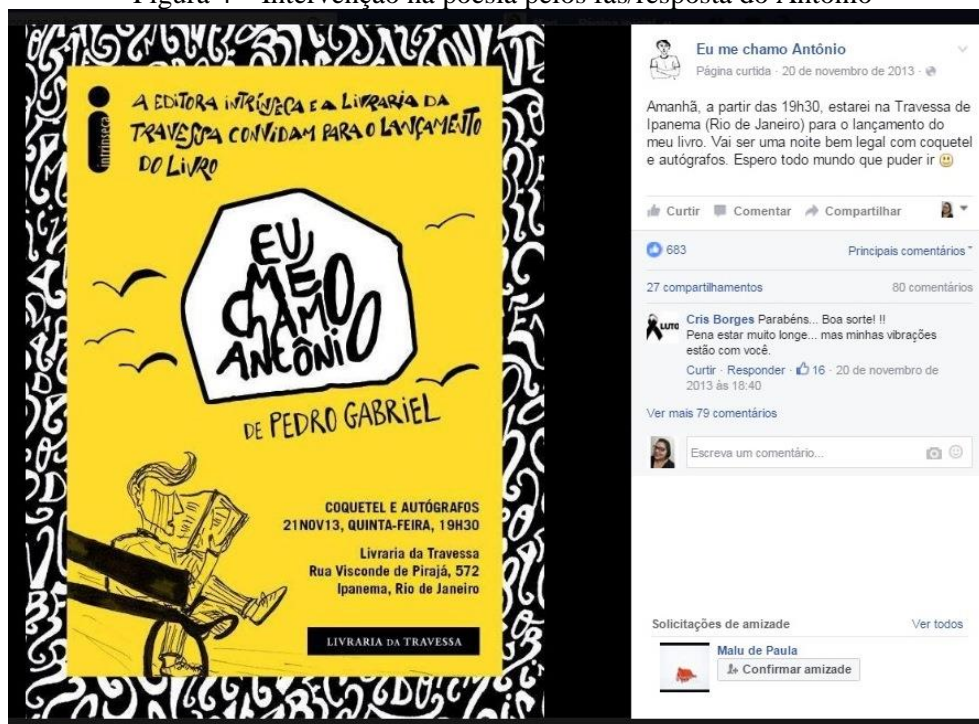 Figura 4 – Intervenção na poesia pelos fãs/resposta do Antônio
intrínseca
A EDITORA INTRÍNSECA E A LIVRARIA DA
TRAVESSA CONVIDAM PARA O LANÇAMENTO
DO LIVRO
EU
ME
CHAMO
ANTÔNIO
DE PEDRO GABRIEL
COQUETEL E AUTÓGRAFOS
21NOV13, QUINTA-FEIRA, 19H30
Livraria da Travessa
Rua Visconde de Pirajá, 572
Ipanema, Rio de Janeiro
LIVRARIA DA TRAVESSA
Eu me chamo Antônio
Página curtida · 20 de novembro de 2013 ·
Amanhã, a partir das 19h30, estarei na Travessa de
Ipanema (Rio de Janeiro) para o lançamento do
meu livro. Vai ser uma noite bem legal com coquetel
e autógrafos. Espero todo mundo que puder ir
Curtir Comentar Compartilhar
683 Principais comentários
27 compartilhamentos 80 comentários
LUTO
Cris Borges Parabéns... Boa sorte! !!
Pena estar muito longe... mas minhas vibrações
estão com você.
Curtir · Responder · 16 · 20 de novembro de
2013 às 18:40
Ver mais 79 comentários
Escreva um comentário...
Solicitações de amizade Ver todos
Malu de Paula
Confirmar amizade